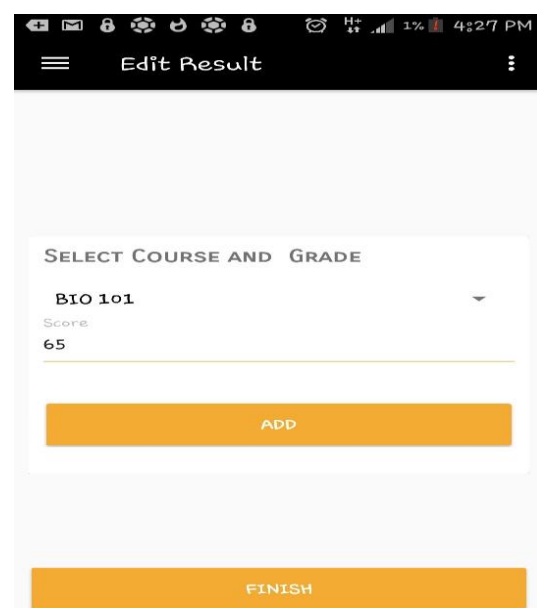 H+ 1% 4:27 PM
Edit Result
SELECT COURSE AND GRADE
BIO 101
Score
65
ADD
FINISH